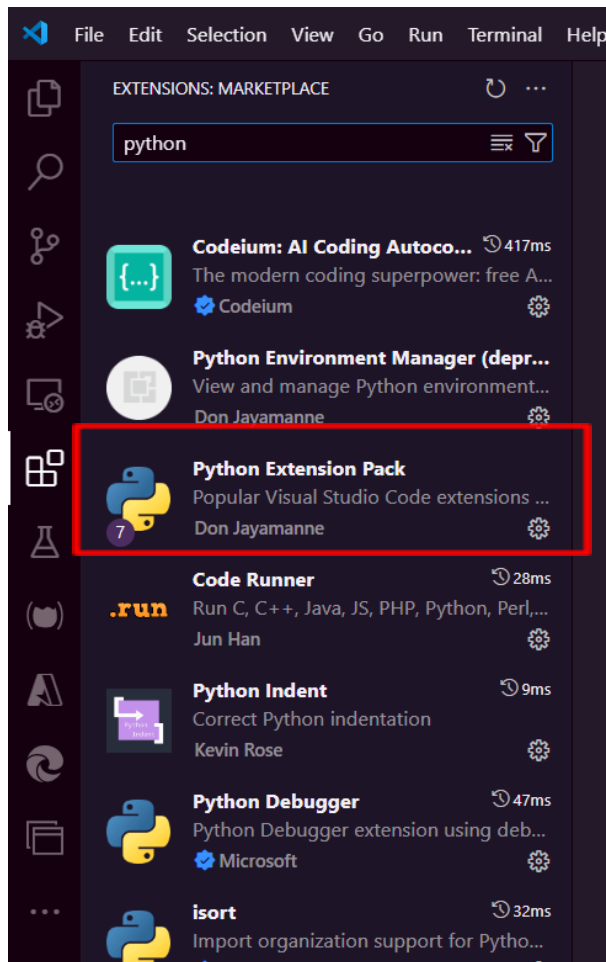 File Edit Selection View Go Run Terminal Help
EXTENSIONS: MARKETPLACE
python
Codeium: AI Coding Autoco... 417ms
The modern coding superpower: free A...
Codeium
{...}
Python Environment Manager (depr...
View and manage Python environment...
Don Jayamanne
Python Extension Pack
Popular Visual Studio Code extensions ...
7
Don Jayamanne
Code Runner 28ms
.run
Run C, C++, Java, JS, PHP, Python, Perl,...
Jun Han
Python Indent 9ms
Correct Python indentation
Python
Indent
Kevin Rose
Python Debugger 47ms
Python Debugger extension using deb...
Microsoft
isort 32ms
Import organization support for Pytho...